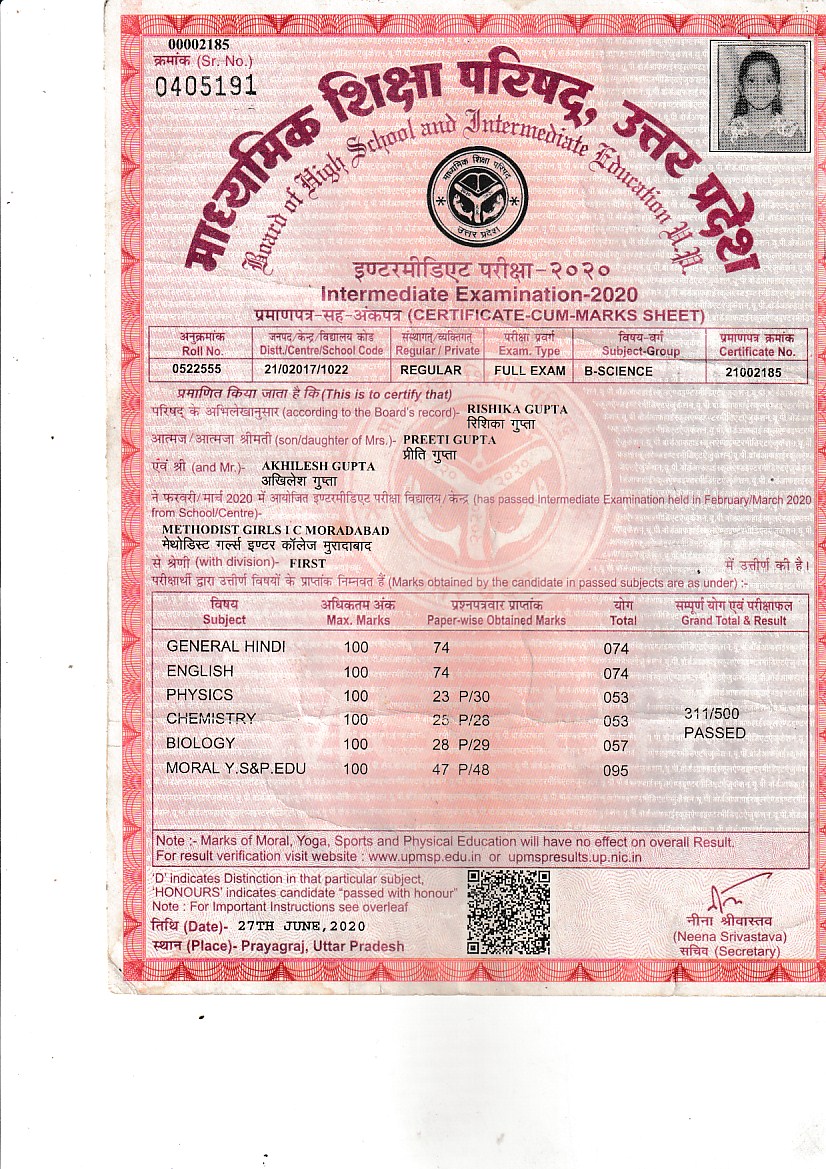 00002185
क्रमांक (Sr. No.)
0405191
माध्यमिक शिक्षा परिषद्, उत्तर प्रदेश
Board of High School and Intermediate Education U.P.
माध्यमिक शिक्षा परिषद्
उत्तर प्रदेश
इण्टरमीडिएट परीक्षा-२०२०
Intermediate Examination-2020
प्रमाणपत्र-सह-अंकपत्र (CERTIFICATE-CUM-MARKS SHEET)
अनुक्रमांक जनपद/केन्द्र/विद्यालय कोड संस्थागत/व्यक्तिगत् परीक्षा प्रवर्ग विषय-वर्ग प्रमाणपत्र क्रमांक
Roll No. Distt./Centre/School Code Regular / Private Exam. Type Subject-Group Certificate No.
0522555 21/02017/1022 REGULAR FULL EXAM B-SCIENCE 21002185
प्रमाणित किया जाता है कि (This is to certify that)
परिषद् के अभिलेखानुसार (according to the Board's record)- RISHIKA GUPTA
रिशिका गुप्ता
आत्मज/आत्मजा श्रीमती (son/daughter of Mrs.)- PREETI GUPTA
प्रीति गुप्ता
एवं श्री (and Mr.)- AKHILESH GUPTA
अखिलेश गुप्ता
ने फरवरी/मार्च 2020 में आयोजित इण्टरमीडिएट परीक्षा विद्यालय/केन्द्र (has passed Intermediate Examination held in February/March 2020
from School/Centre)-
METHODIST GIRLS I C MORADABAD
मेथोडिस्ट गर्ल्स इण्टर कॉलेज मुरादाबाद
से श्रेणी (with division)- FIRST में उत्तीर्ण की है।
परीक्षार्थी द्वारा उत्तीर्ण विषयों के प्राप्तांक निम्नवत हैं (Marks obtained by the candidate in passed subjects are as under) :-
विषय अधिकतम अंक प्रश्नपत्रवार प्राप्तांक योग सम्पूर्ण योग एवं परीक्षाफल
Subject Max. Marks Paper-wise Obtained Marks Total Grand Total & Result
GENERAL HINDI 100 74 074
ENGLISH 100 74 074
PHYSICS 100 23 P/30 053
CHEMISTRY 100 25 P/28 053
311/500
PASSED
BIOLOGY 100 28 P/29 057
MORAL Y.S&P.EDU 100 47 P/48 095
Note :- Marks of Moral, Yoga, Sports and Physical Education will have no effect on overall Result.
For result verification visit website : www.upmsp.edu.in or upmspresults.up.nic.in
'D' indicates Distinction in that particular subject,
'HONOURS' indicates candidate "passed with honour"
Note : For Important Instructions see overleaf
तिथि (Date)- 27TH JUNE,2020
स्थान (Place)- Prayagraj, Uttar Pradesh
नीना श्रीवास्तव
(Neena Srivastava)
सचिव (Secretary)